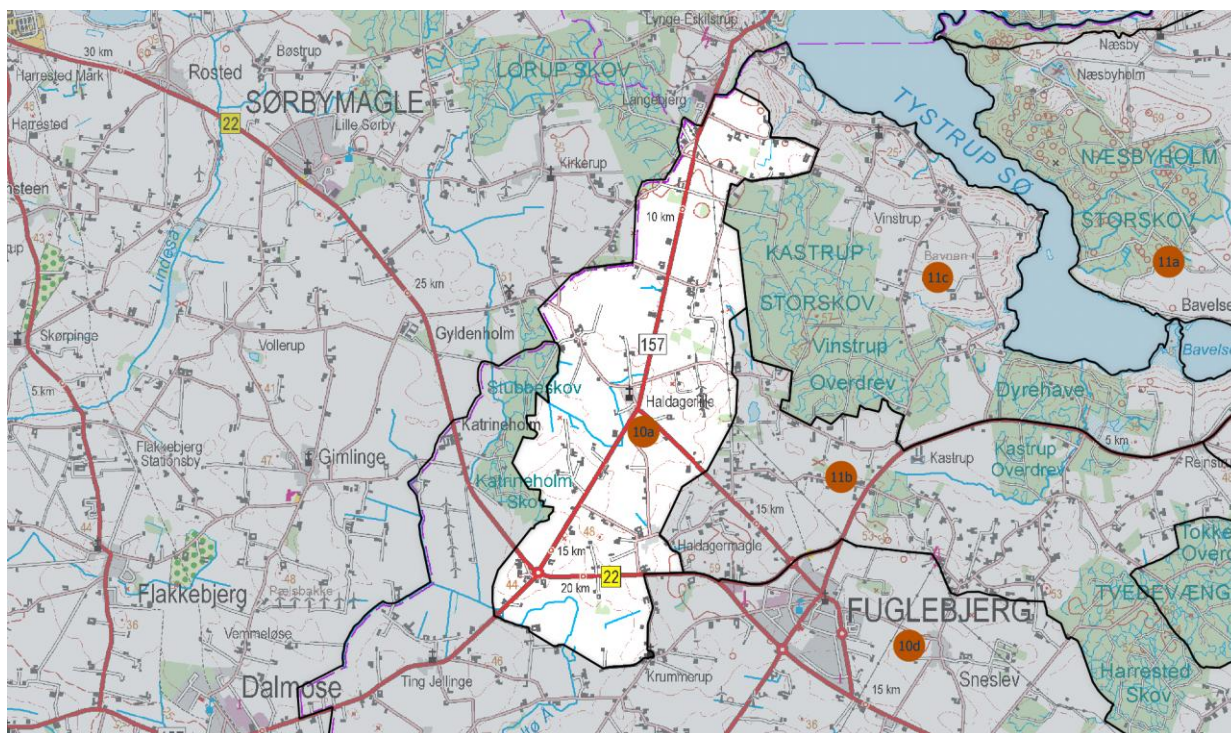 Lynge-Eskilstrup
Næsby
30 km
Bøstrup
Harrested Mark
Rosted
LORUP SKOV
Næsbyholm
Langebjerg
SØRBYMAGLE
22
Lille Sørby
Harrested
TYSTRUP SØ
NÆSBYHOLM
STORSKOV
Kirkerup
10 km
Vinstrup
Lindeså
KASTRUP
STORSKOV
11c
11a
25 km
Bavelse
Skørpinge
Gyldenholm
Vollerup
157
Vinstrup
Overdrev
Stubbeskov
Dyrehave
5 km
Haldagerlille
10a
Katrineholm
5 km
Flakkebjerg
Stationsby
Gimlinge
Kastrup
Kastrup
Overdrev
11b
Katrineholm
Skov
15 km
Haldagermagle
15 km
22
20 km
Flakkebjerg
Pælsbakke
FUGLEBJERG
TVEDEVÆNG
Vemmeløse
10d
Harrested
Skov
Dalmose
Ting Jellinge
Krummerup
Sneslev
15 km